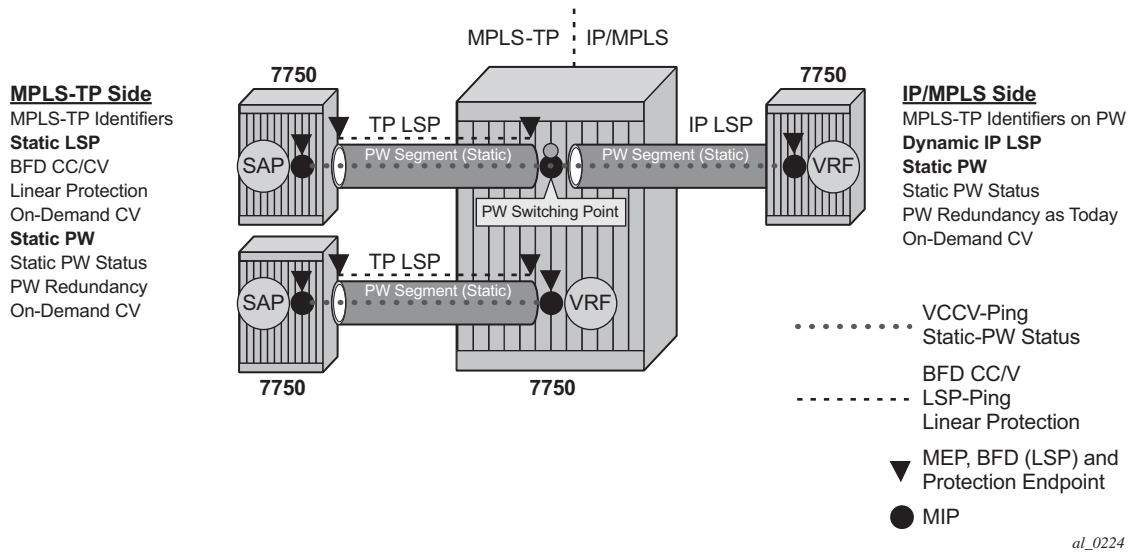 MPLS-TP IP/MPLS
7750
7750
MPLS-TP Side
MPLS-TP Identifiers
Static LSP
BFD CC/CV
Linear Protection
On-Demand CV
Static PW
Static PW Status
PW Redundancy
On-Demand CV
TP LSP
IP LSP
SAP
PW Segment (Static)
PW Segment (Static)
VRF
PW Switching Point
TP LSP
SAP
PW Segment (Static)
VRF
7750
7750
IP/MPLS Side
MPLS-TP Identifiers on PW
Dynamic IP LSP
Static PW
Static PW Status
PW Redundancy as Today
On-Demand CV
VCCV-Ping
Static-PW Status
BFD CC/V
LSP-Ping
Linear Protection
MEP, BFD (LSP) and
Protection Endpoint
MIP
al_0224